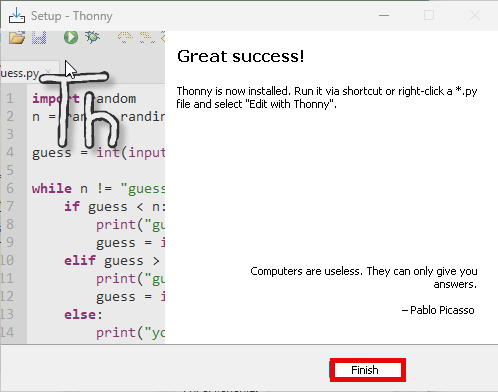 Setup - Thonny
Great success!
Thonny is now installed. Run it via shortcut or right-click a *.py
file and select "Edit with Thonny".
uess.py
Th
1 import random
2 n = random.randin
3
4 guess = int(input
5
6 while n != "guess
7 if guess < n:
8 print("gu
9 guess = i
10 elif guess >
11 print("gu
12 guess = i
13 else:
14 print("yo
Computers are useless. They can only give you
answers.
– Pablo Picasso
Finish